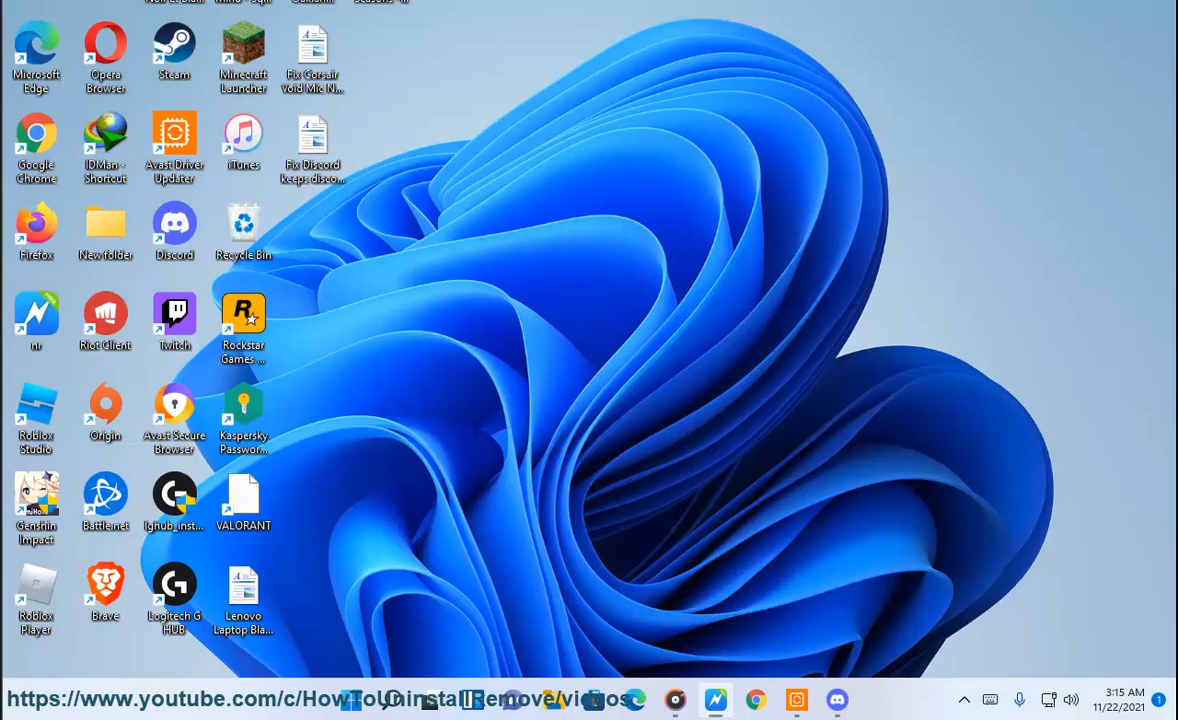 Microsoft Edge
Opera Browser
Steam
Minecraft Launcher
Fix Corsair Void Mic N...
Google Chrome
IDMan - Shortcut
Avast Driver Updater
iTunes
Fix Discord keeps disco...
Firefox
New folder
Discord
Recycle Bin
nr
Riot Client
Twitch
Rockstar Games ...
Roblox Studio
Origin
Avast Secure Browser
Kaspersky Passwor...
Genshin Impact
Battle.net
lghub_inst...
VALORANT
Roblox Player
Brave
Logitech G HUB
Lenovo Laptop Bla...
https://www.youtube.com/c/HowToUninstallRemove/videos
3:15 AM
11/22/2021
1